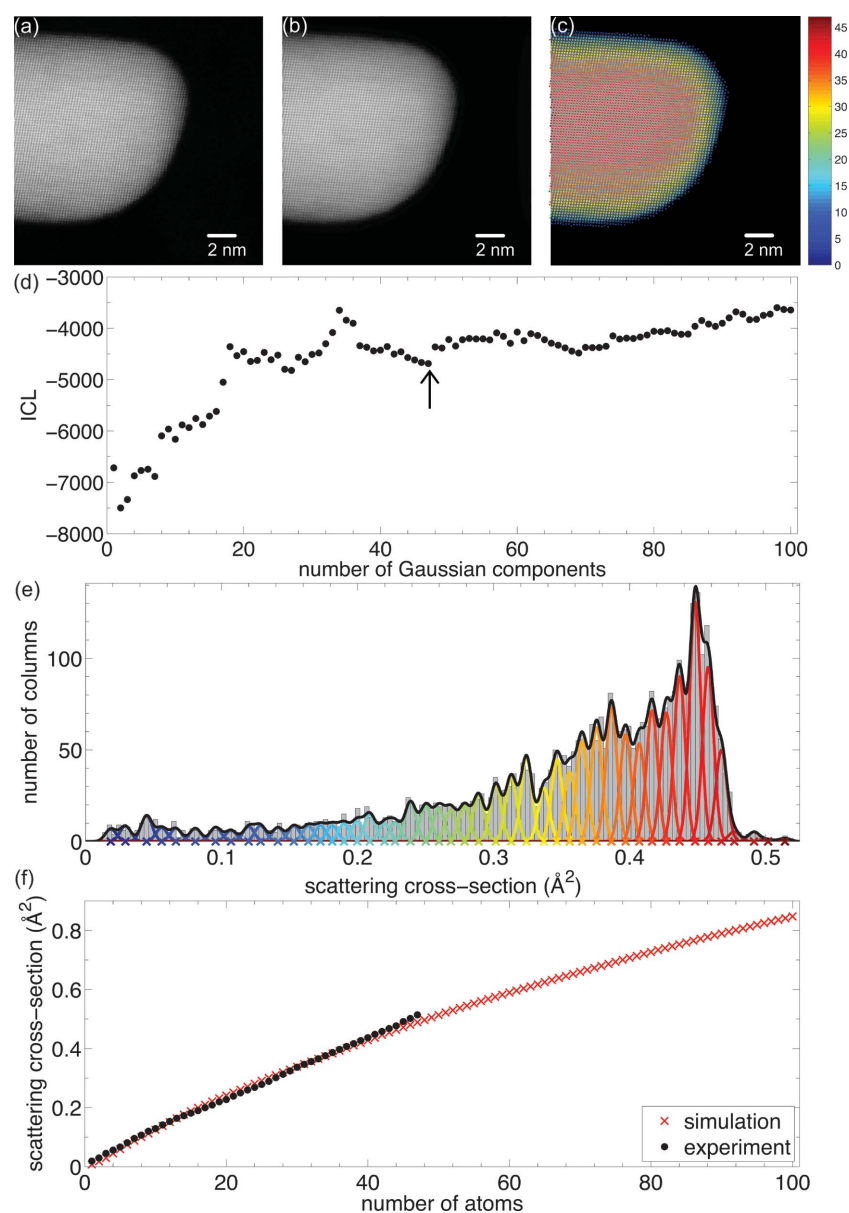 (a)
(b)
(c)
2 nm
2 nm
2 nm
45
40
35
30
25
20
15
10
5
0
(d)
−3000
−4000
−5000
−6000
−7000
−8000
ICL
0 20 40 60 80 100
number of Gaussian components
(e)
100
50
0
number of columns
0 0.1 0.2 0.3 0.4 0.5
scattering cross−section (Å2)
(f)
0.8
0.6
0.4
0.2
0
scattering cross−section (Å2)
simulation
experiment
0 20 40 60 80 100
number of atoms